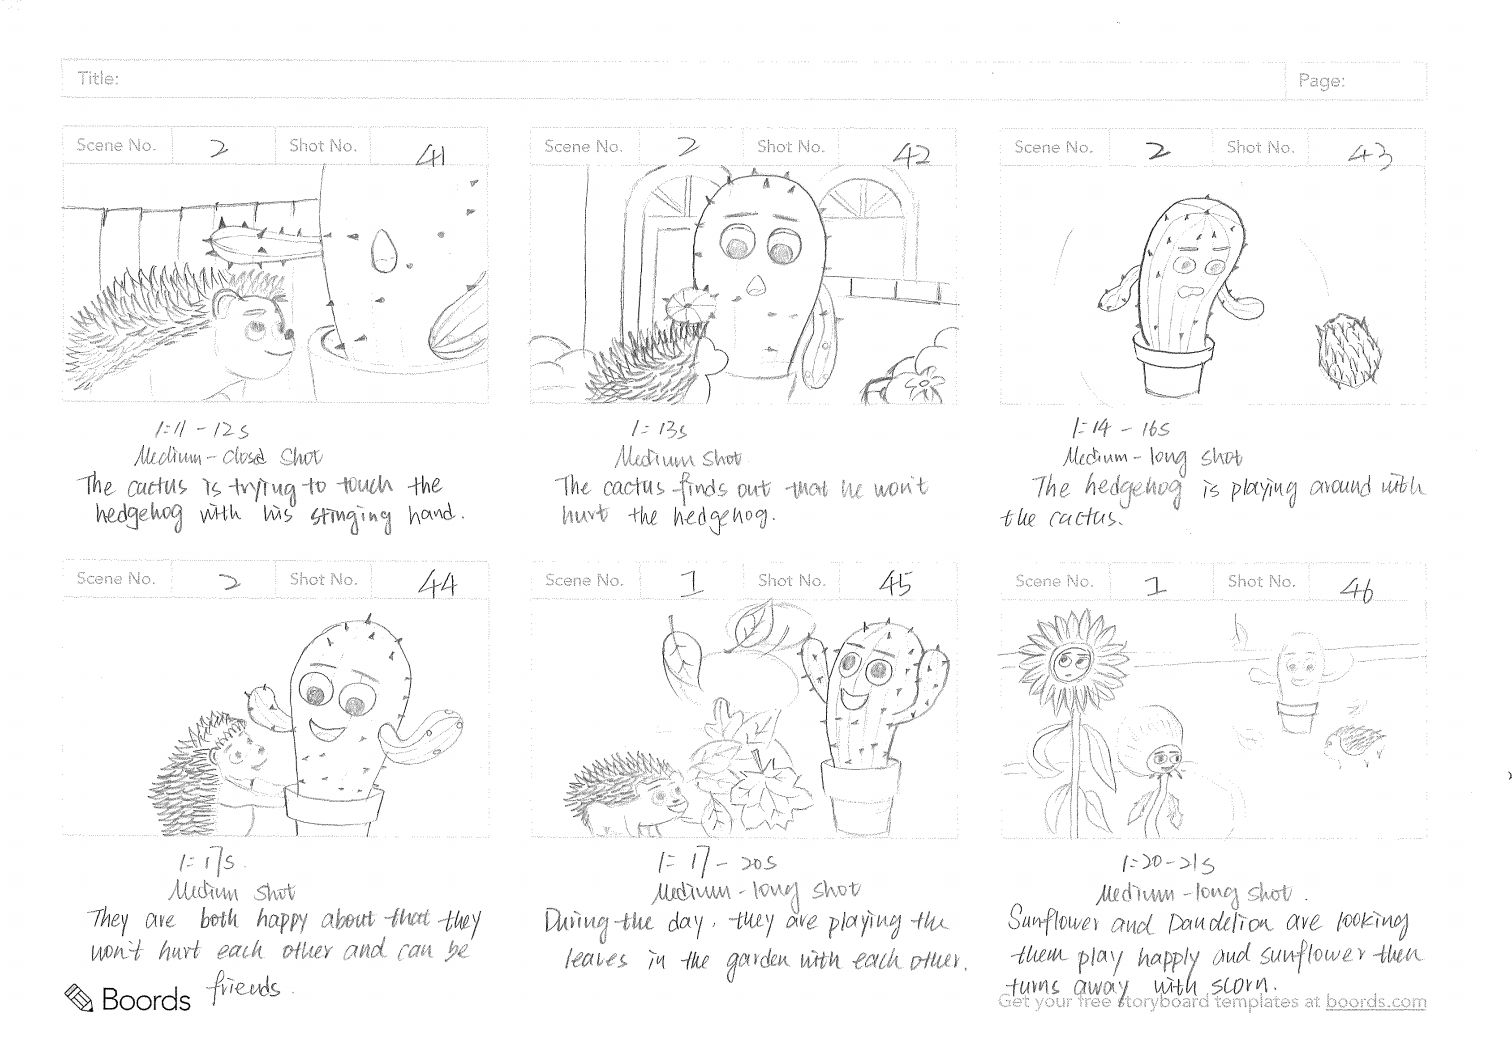 Title:
Page:
Scene No. 2 Shot No. 41
1:11 - 12s
Medium - closed shot
The cactus is trying to touch the
hedgehog with his stinging hand.
Scene No. 2 Shot No. 42
1:13s
Medium shot
The cactus finds out that he won't
hurt the hedgehog.
Scene No. 2 Shot No. 43
1:14 - 16s
Medium - long shot
The hedgehog is playing around with
the cactus.
Scene No. 2 Shot No. 44
1:17s
Medium shot
They are both happy about that they
won't hurt each other and can be
friends.
Scene No. 1 Shot No. 45
1:17 - 20s
Medium - long shot
During the day, they are playing the
leaves in the garden with each other.
Scene No. 1 Shot No. 46
1:20 - 21s
Medium - long shot.
Sunflower and Dandelion are looking
them play happly and sunflower then
turns away with scorn.
Boords
Get your free storyboard templates at boords.com